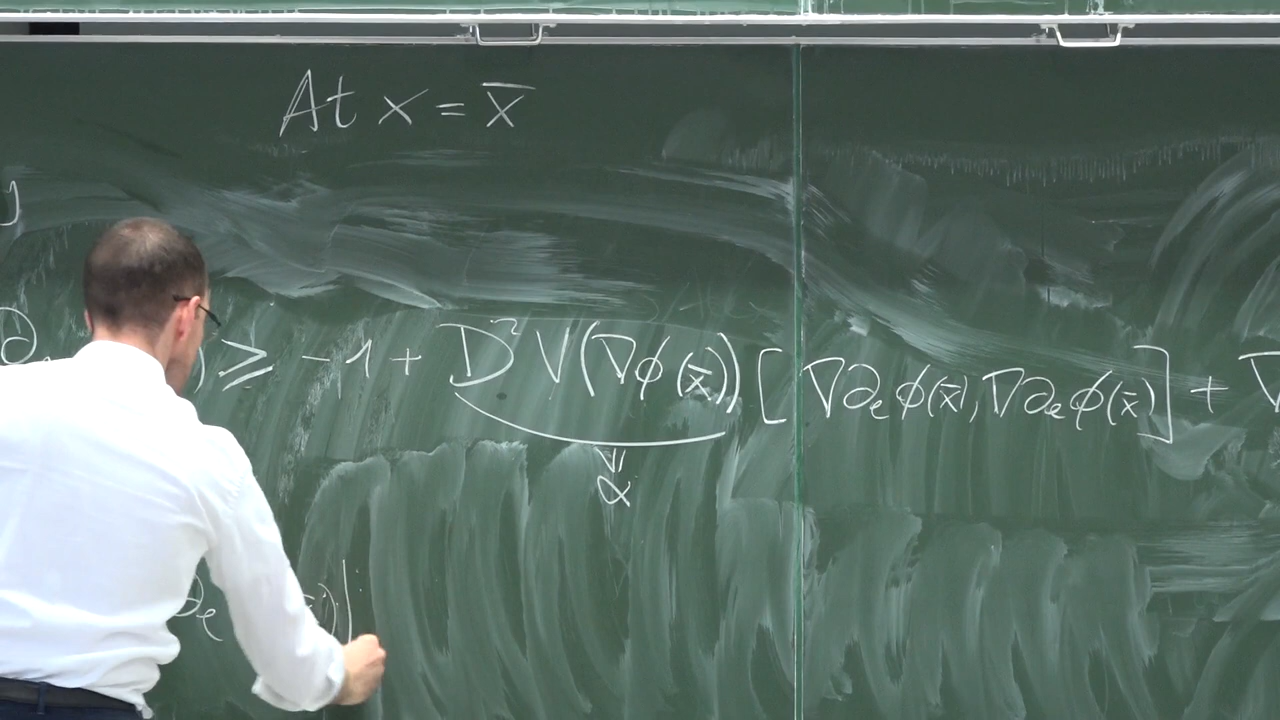 At x = x̄
) ≥ -1 + D²V(∇ϕ(x̄))[∇∂ₑϕ(x̄), ∇∂ₑϕ(x̄)] + ∇
≥ α
∂ₑ )|